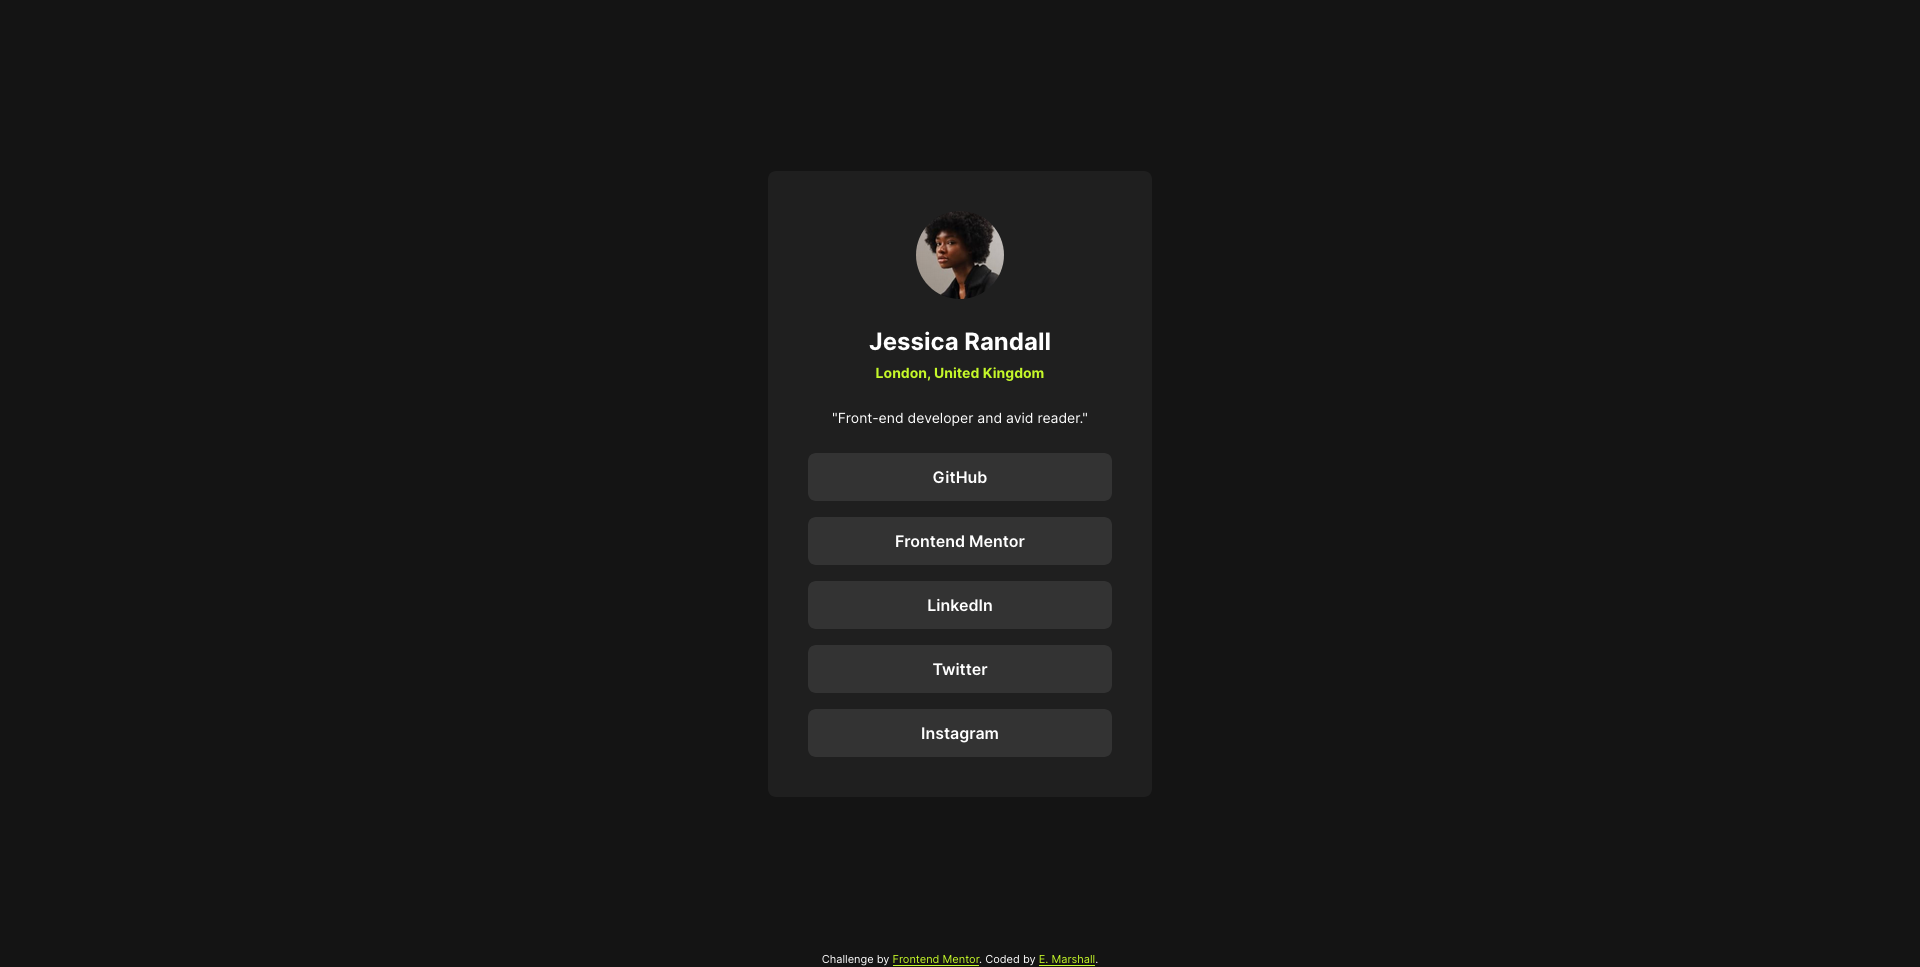 Jessica Randall
London, United Kingdom
"Front-end developer and avid reader."
GitHub
Frontend Mentor
LinkedIn
Twitter
Instagram
Challenge by Frontend Mentor. Coded by E. Marshall.